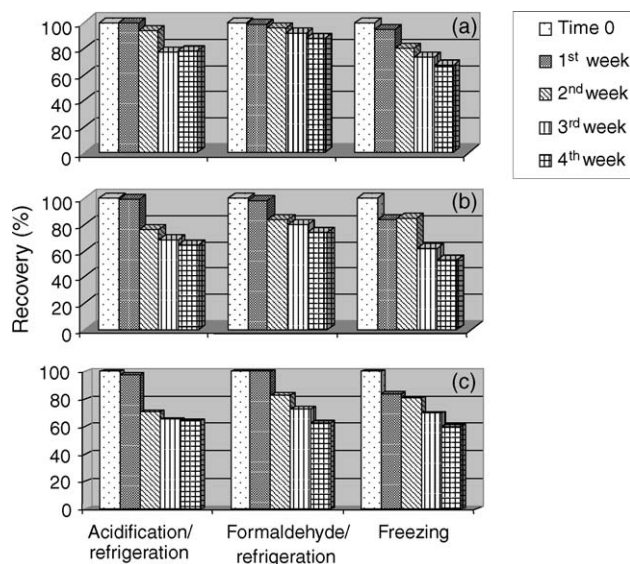 (a)
100
80
60
40
20
0
Time 0
1st week
2nd week
3rd week
4th week
Recovery (%)
(b)
100
80
60
40
20
0
(c)
100
80
60
40
20
0
Acidification/
refrigeration
Formaldehyde/
refrigeration
Freezing